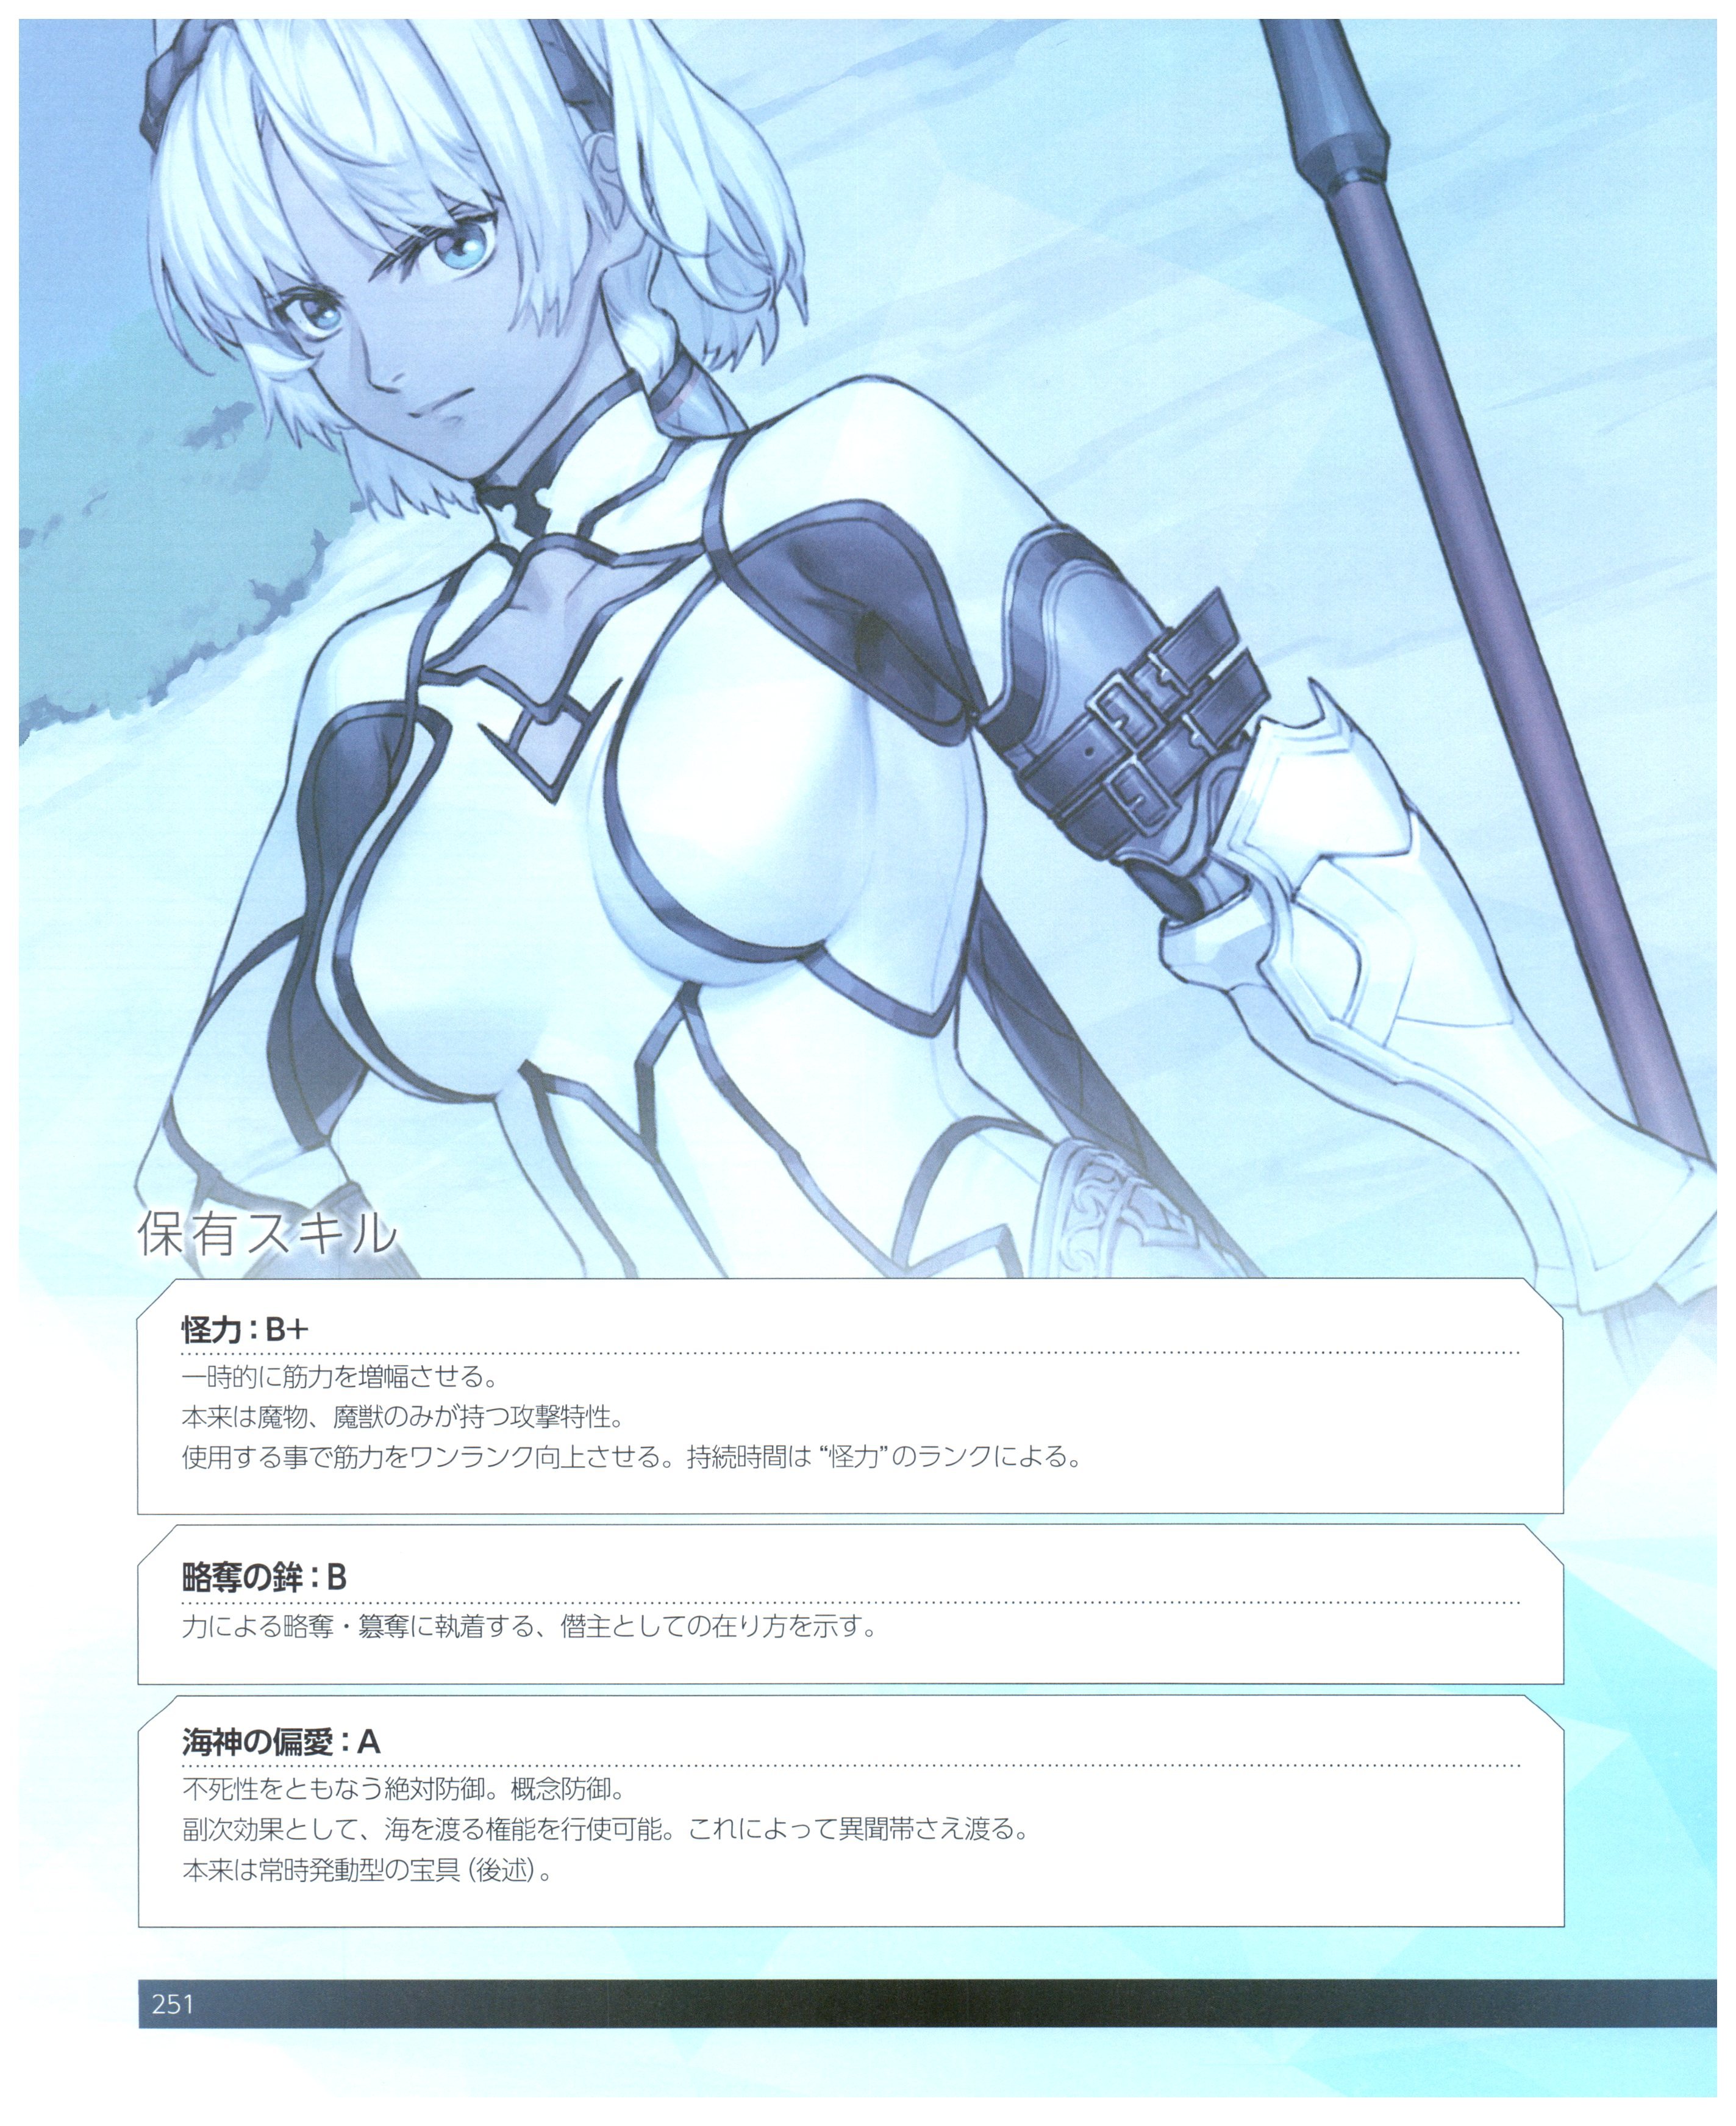 保有スキル
怪力：B+
一時的に筋力を増幅させる。
本来は魔物、魔獣のみが持つ攻撃特性。
使用する事で筋力をワンランク向上させる。持続時間は“怪力”のランクによる。
略奪の鉾：B
力による略奪・簒奪に執着する、僭主としての在り方を示す。
海神の偏愛：A
不死性をともなう絶対防御。概念防御。
副次効果として、海を渡る権能を行使可能。これによって異聞帯さえ渡る。
本来は常時発動型の宝具（後述）。
251